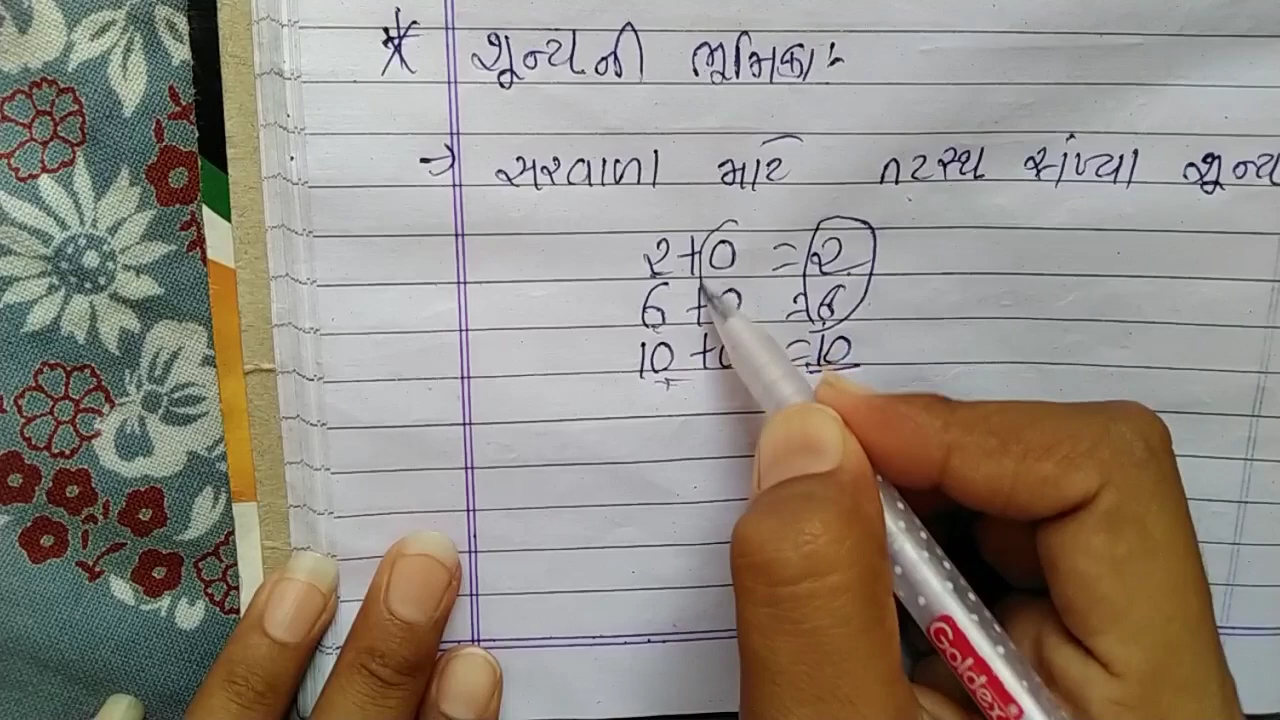 * શૂન્યની ભૂમિકા :-
→ સરવાળા માટે તટસ્થ સંખ્યા શૂન્ય
2+0 = 2
6 +0 = 6
10 +0 = 10
Goldex